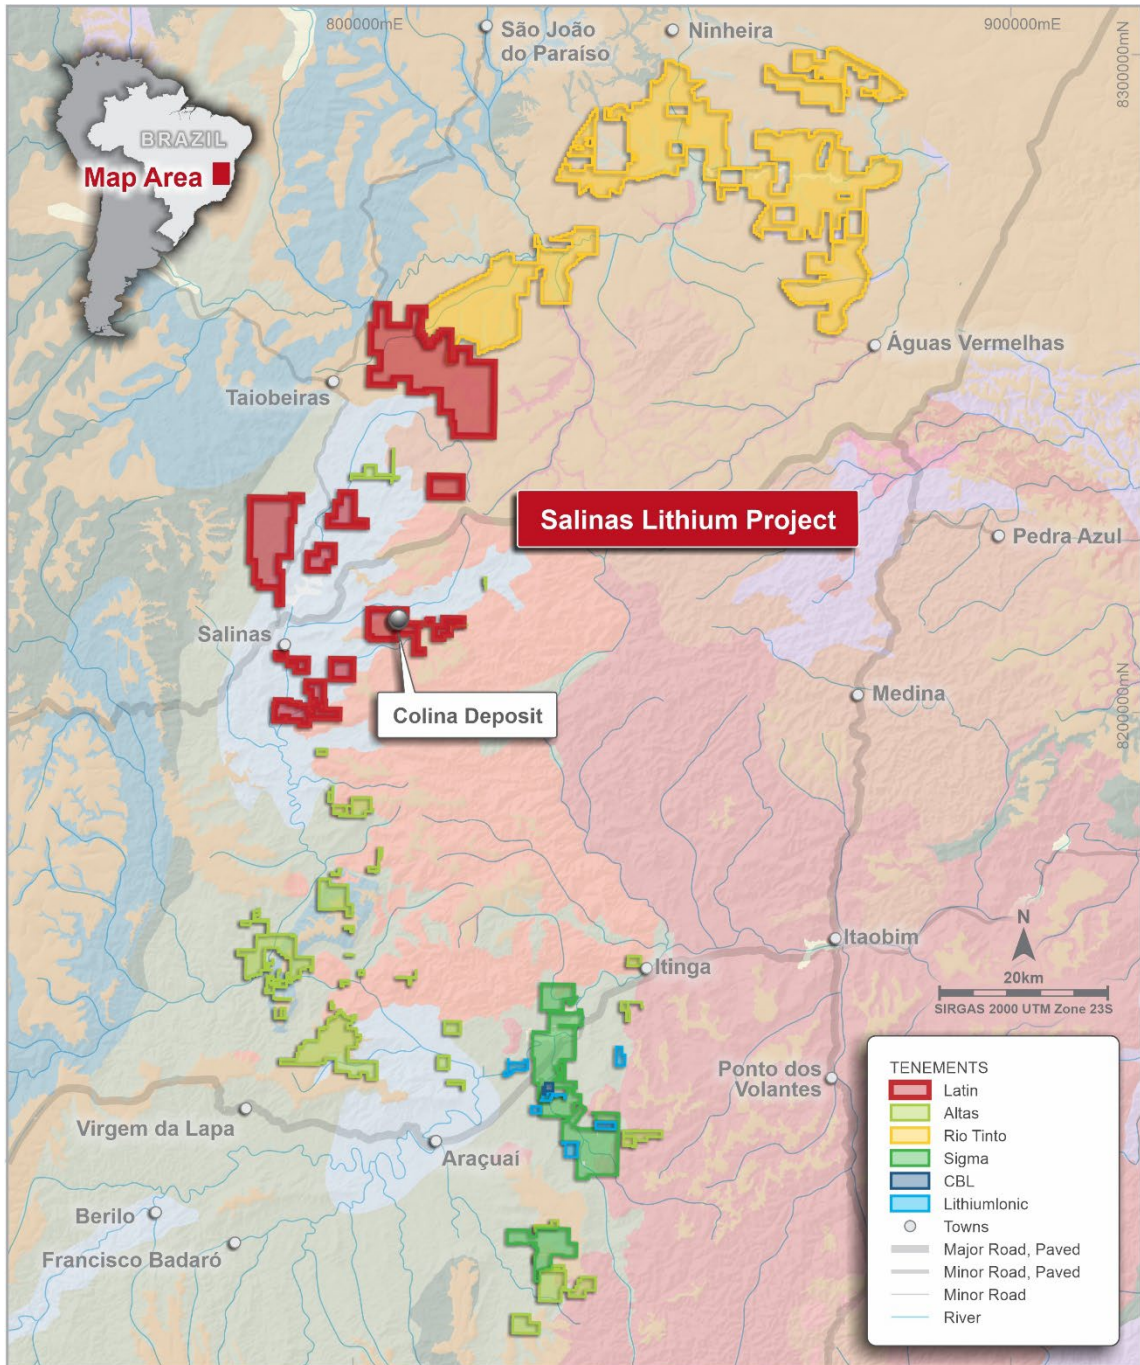 800000mE
900000mE
8300000mN
São João
do Paraíso
Ninheira
BRAZIL
Map Area
Águas Vermelhas
Taiobeiras
Salinas Lithium Project
Pedra Azul
Salinas
Colina Deposit
Medina
8200000mN
Itaobim
Itinga
N
20km
SIRGAS 2000 UTM Zone 23S
Ponto dos
Volantes
Virgem da Lapa
Araçuaí
Berilo
Francisco Badaró
TENEMENTS
Latin
Altas
Rio Tinto
Sigma
CBL
LithiumIonic
Towns
Major Road, Paved
Minor Road, Paved
Minor Road
River